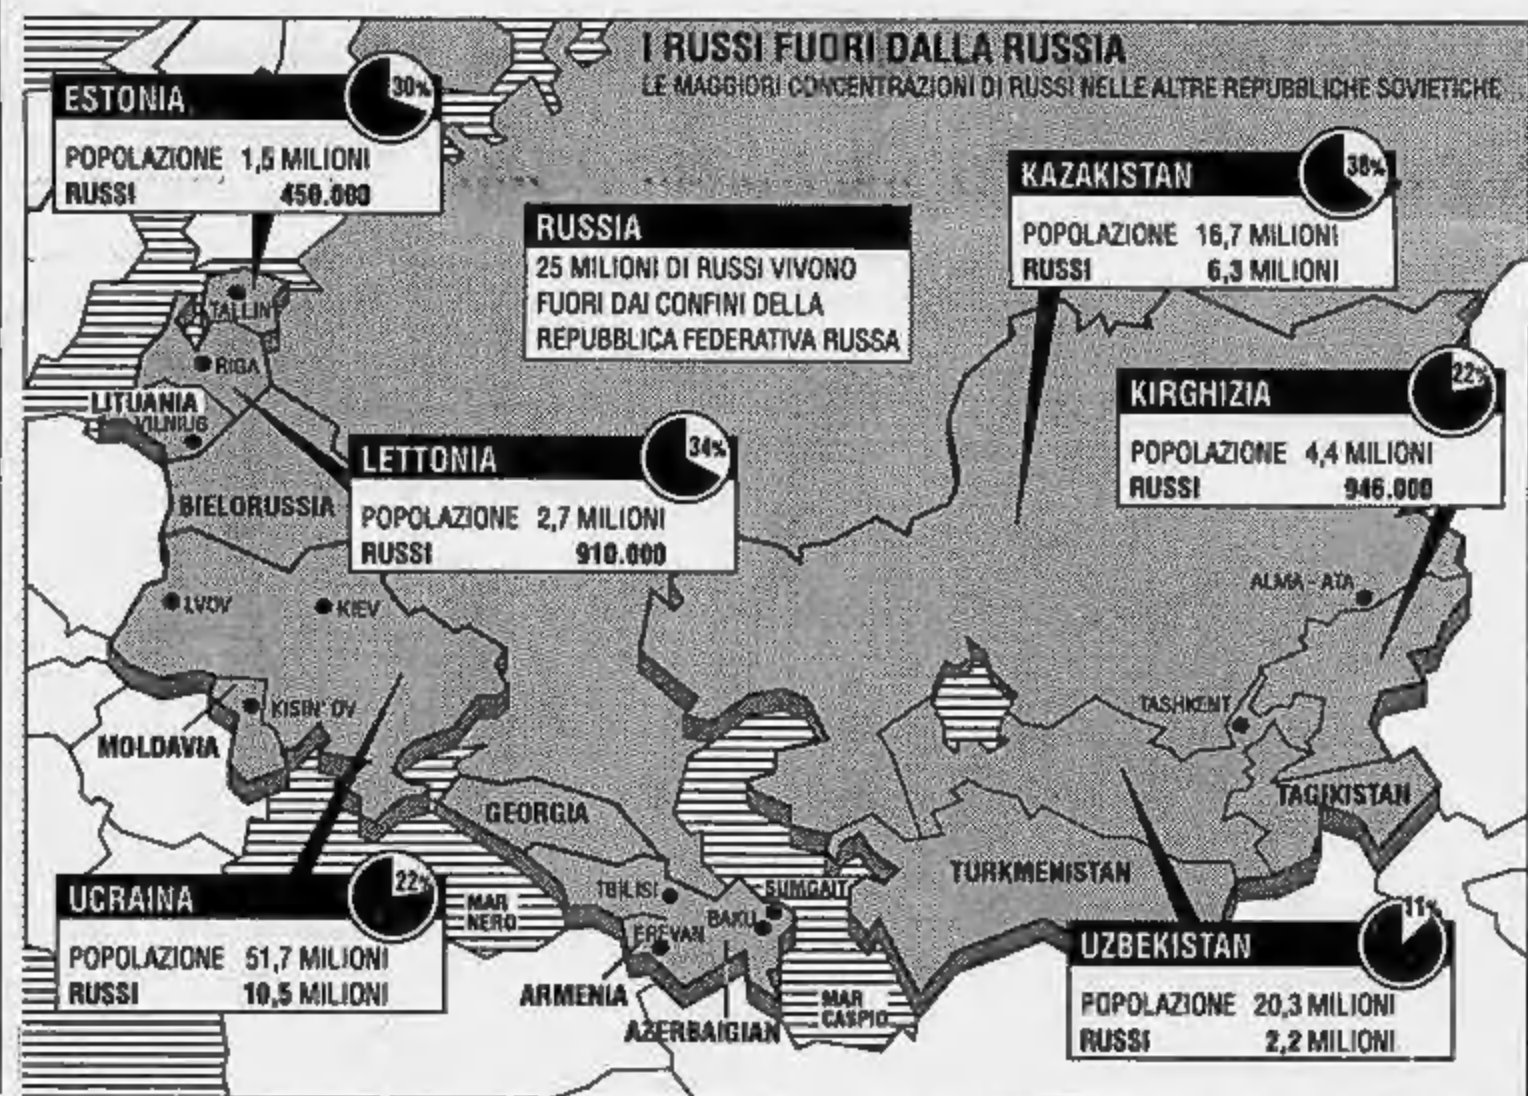 I RUSSI FUORI DALLA RUSSIA
LE MAGGIORI CONCENTRAZIONI DI RUSSI NELLE ALTRE REPUBBLICHE SOVIETICHE
ESTONIA
30%
POPOLAZIONE 1,5 MILIONI
RUSSI 450.000
KAZAKISTAN
38%
POPOLAZIONE 16,7 MILIONI
RUSSI 6,3 MILIONI
RUSSIA
25 MILIONI DI RUSSI VIVONO
FUORI DAI CONFINI DELLA
REPUBBLICA FEDERATIVA RUSSA
TALLIN
RIGA
LITUANIA
VILNIUS
KIRGHIZIA
22%
POPOLAZIONE 4,4 MILIONI
RUSSI 946.000
LETTONIA
34%
POPOLAZIONE 2,7 MILIONI
RUSSI 910.000
BIELORUSSIA
LVOV
KIEV
ALMA-ATA
KISIN'OV
MOLDAVIA
TASHKENT
GEORGIA
TAGIKISTAN
TURKMENISTAN
TBILISI
SUMGAIT
BAKU
EREVAN
ARMENIA
AZERBAIGIAN
MAR
NERO
MAR
CASPIO
UCRAINA
22%
POPOLAZIONE 51,7 MILIONI
RUSSI 10,5 MILIONI
UZBEKISTAN
11%
POPOLAZIONE 20,3 MILIONI
RUSSI 2,2 MILIONI